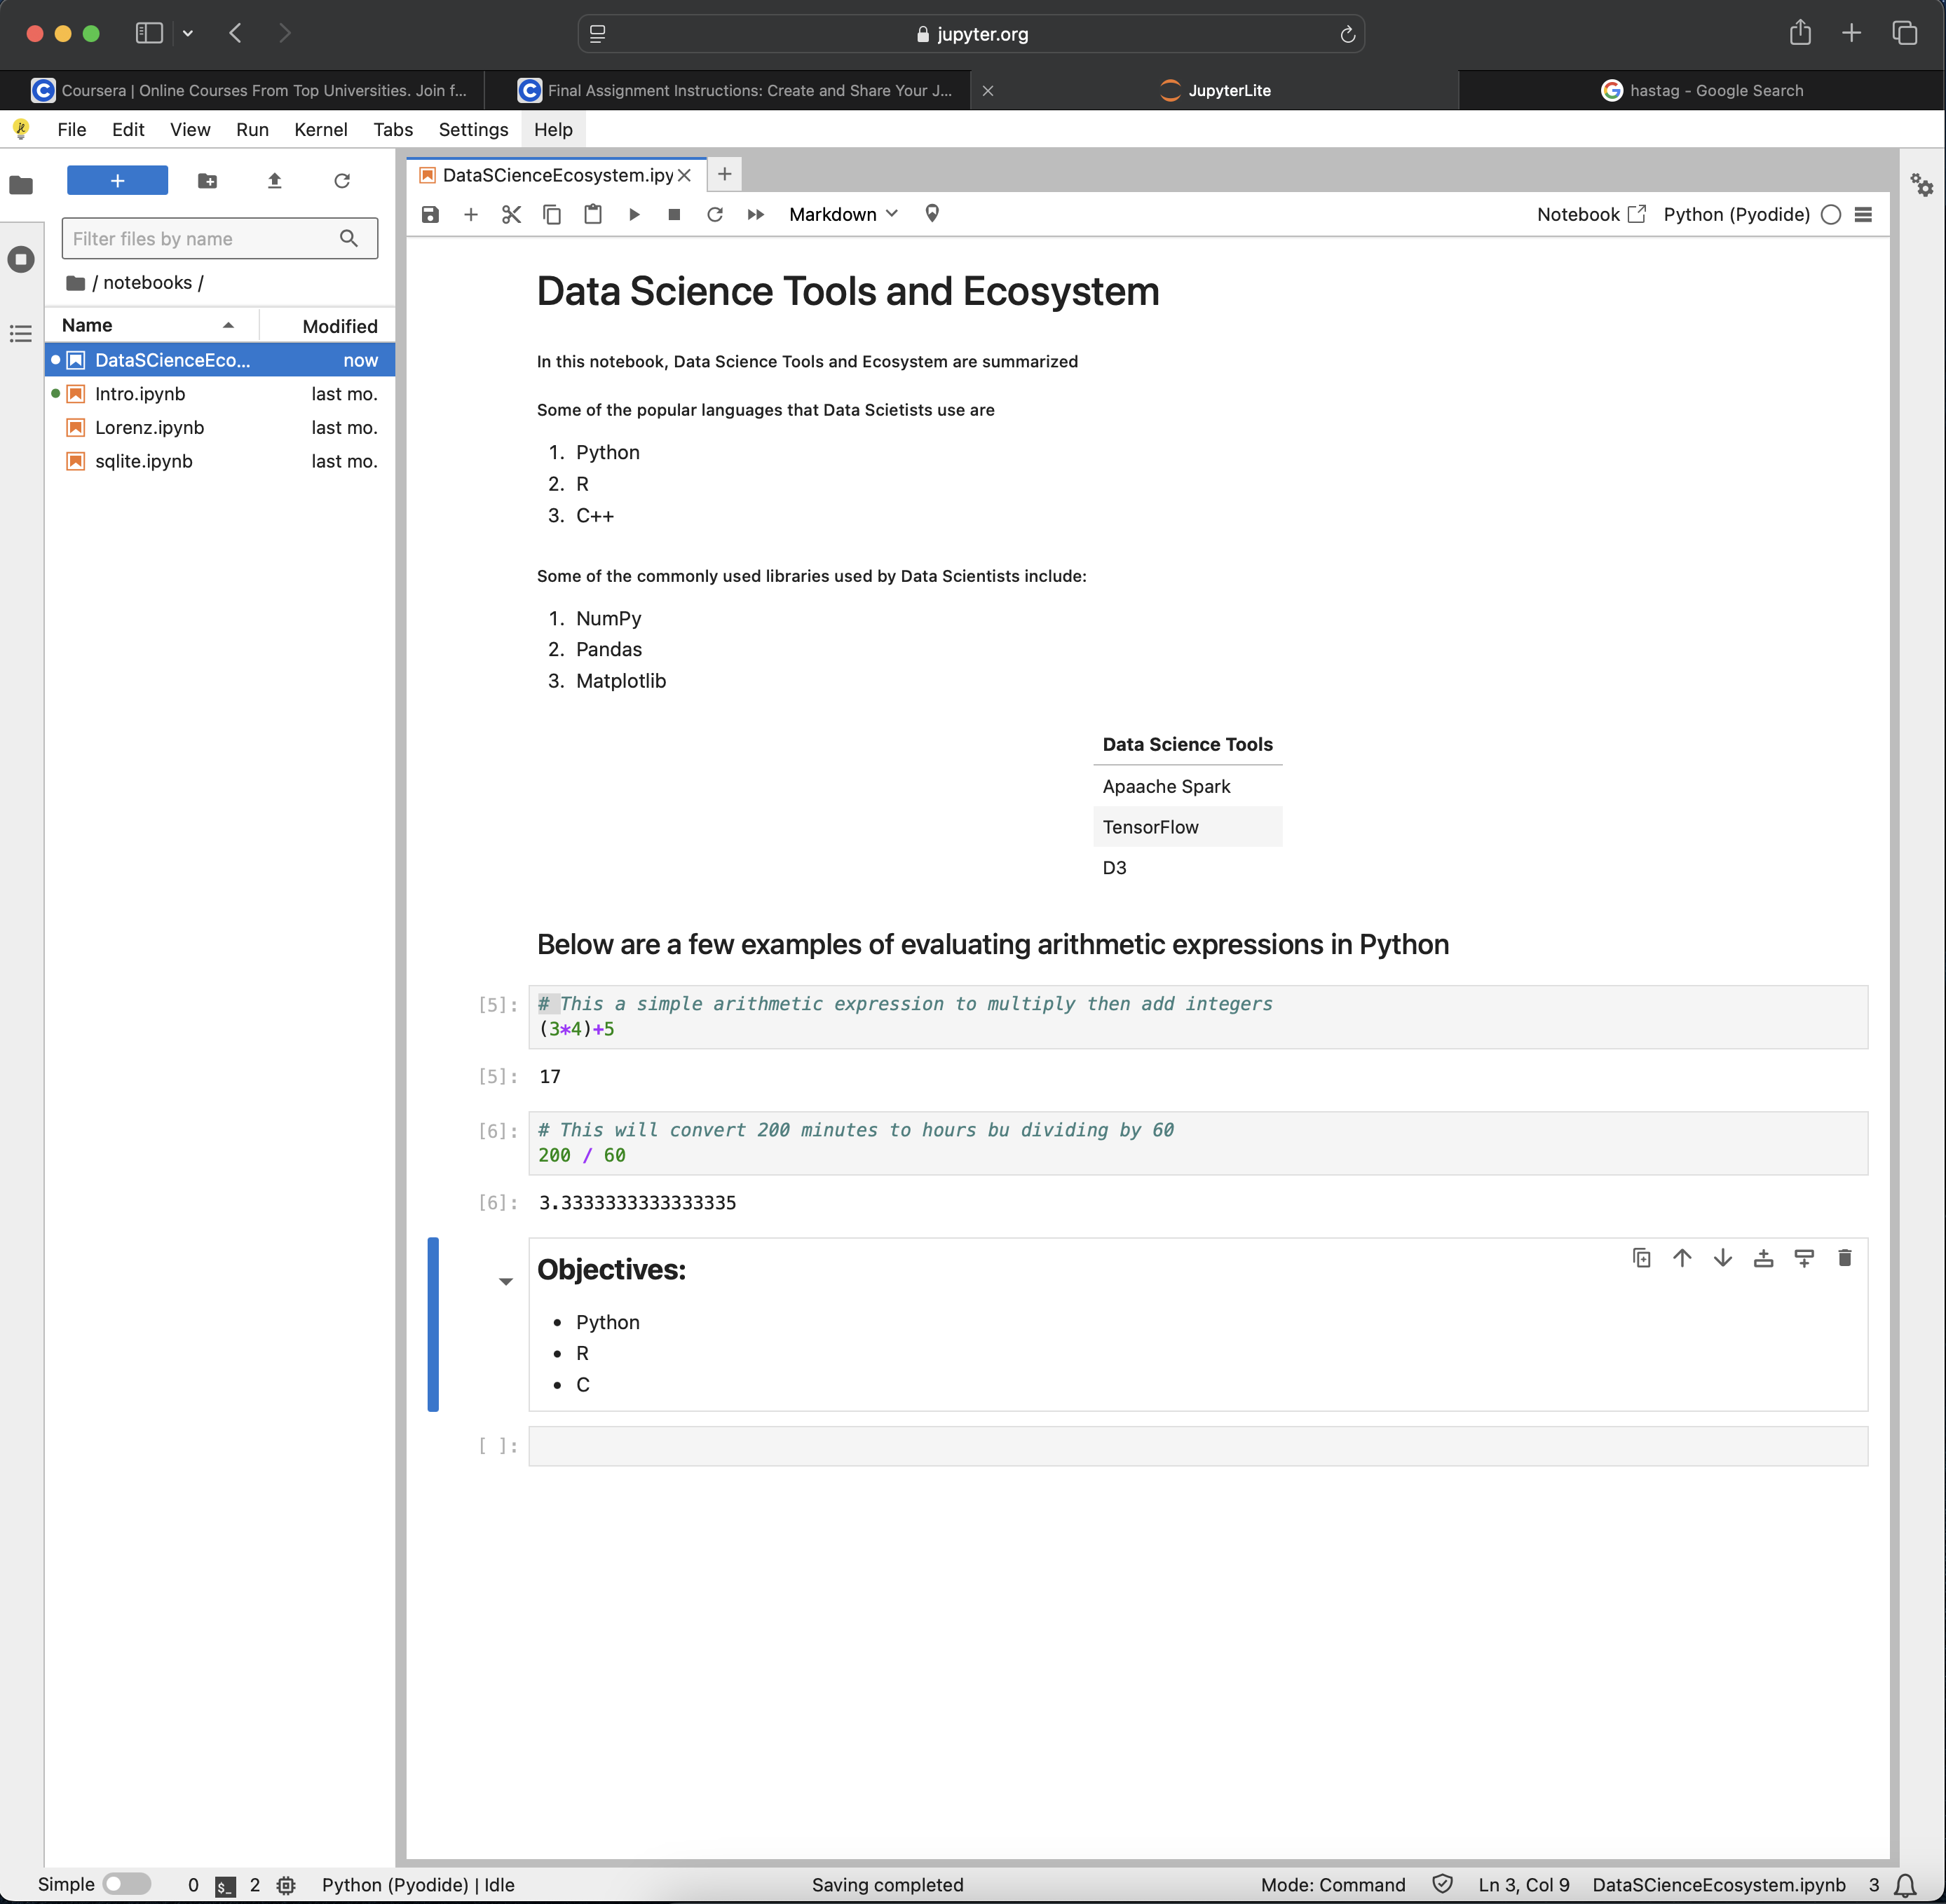 jupyter.org
Coursera | Online Courses From Top Universities. Join f...
Final Assignment Instructions: Create and Share Your J...
JupyterLite
hastag - Google Search
File Edit View Run Kernel Tabs Settings Help
DataSCienceEcosystem.ipy
Markdown
Notebook
Python (Pyodide)
Filter files by name
/ notebooks /
Name Modified
DataSCienceEco... now
Intro.ipynb last mo.
Lorenz.ipynb last mo.
sqlite.ipynb last mo.
Data Science Tools and Ecosystem
In this notebook, Data Science Tools and Ecosystem are summarized
Some of the popular languages that Data Scietists use are
1. Python
2. R
3. C++
Some of the commonly used libraries used by Data Scientists include:
1. NumPy
2. Pandas
3. Matplotlib
Data Science Tools
Apaache Spark
TensorFlow
D3
Below are a few examples of evaluating arithmetic expressions in Python
[5]: # This a simple arithmetic expression to multiply then add integers
(3*4)+5
[5]: 17
[6]: # This will convert 200 minutes to hours bu dividing by 60
200 / 60
[6]: 3.3333333333333335
Objectives:
• Python
• R
• C
[ ]:
Simple 0 $_ 2 Python (Pyodide) | Idle Saving completed Mode: Command Ln 3, Col 9 DataSCienceEcosystem.ipynb 3